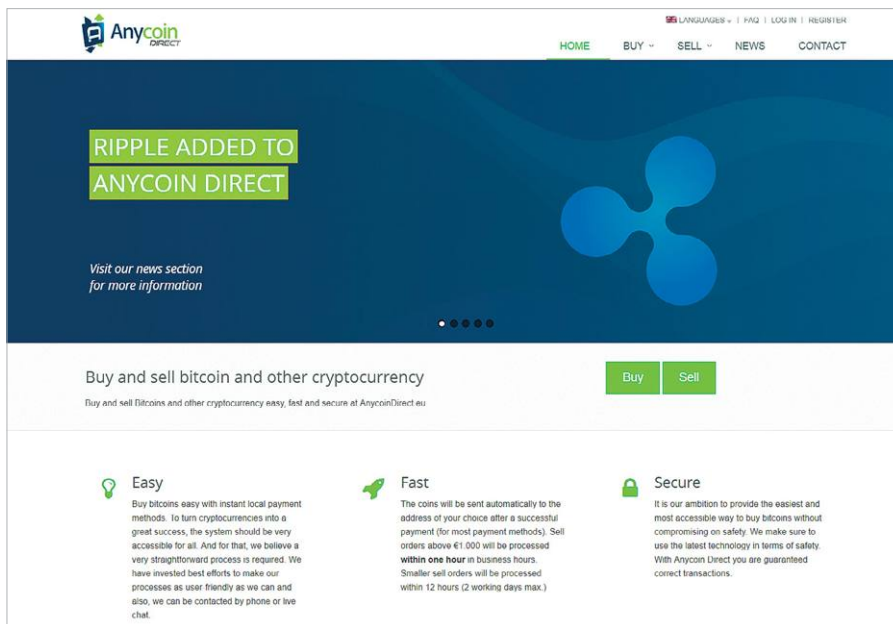 Anycoin
DIRECT
LANGUAGES | FAQ | LOG IN | REGISTER
HOME BUY SELL NEWS CONTACT
RIPPLE ADDED TO
ANYCOIN DIRECT
Visit our news section
for more information
Buy and sell bitcoin and other cryptocurrency
Buy and sell Bitcoins and other cryptocurrency easy, fast and secure at AnycoinDirect.eu
Buy Sell
Easy
Buy bitcoins easy with instant local payment
methods. To turn cryptocurrencies into a
great success, the system should be very
accessible for all. And for that, we believe a
very straightforward process is required. We
have invested best efforts to make our
processes as user friendly as we can and
also, we can be contacted by phone or live
chat.
Fast
The coins will be sent automatically to the
address of your choice after a successful
payment (for most payment methods). Sell
orders above €1.000 will be processed
within one hour in business hours.
Smaller sell orders will be processed
within 12 hours (2 working days max.)
Secure
It is our ambition to provide the easiest and
most accessible way to buy bitcoins without
compromising on safety. We make sure to
use the latest technology in terms of safety.
With Anycoin Direct you are guaranteed
correct transactions.